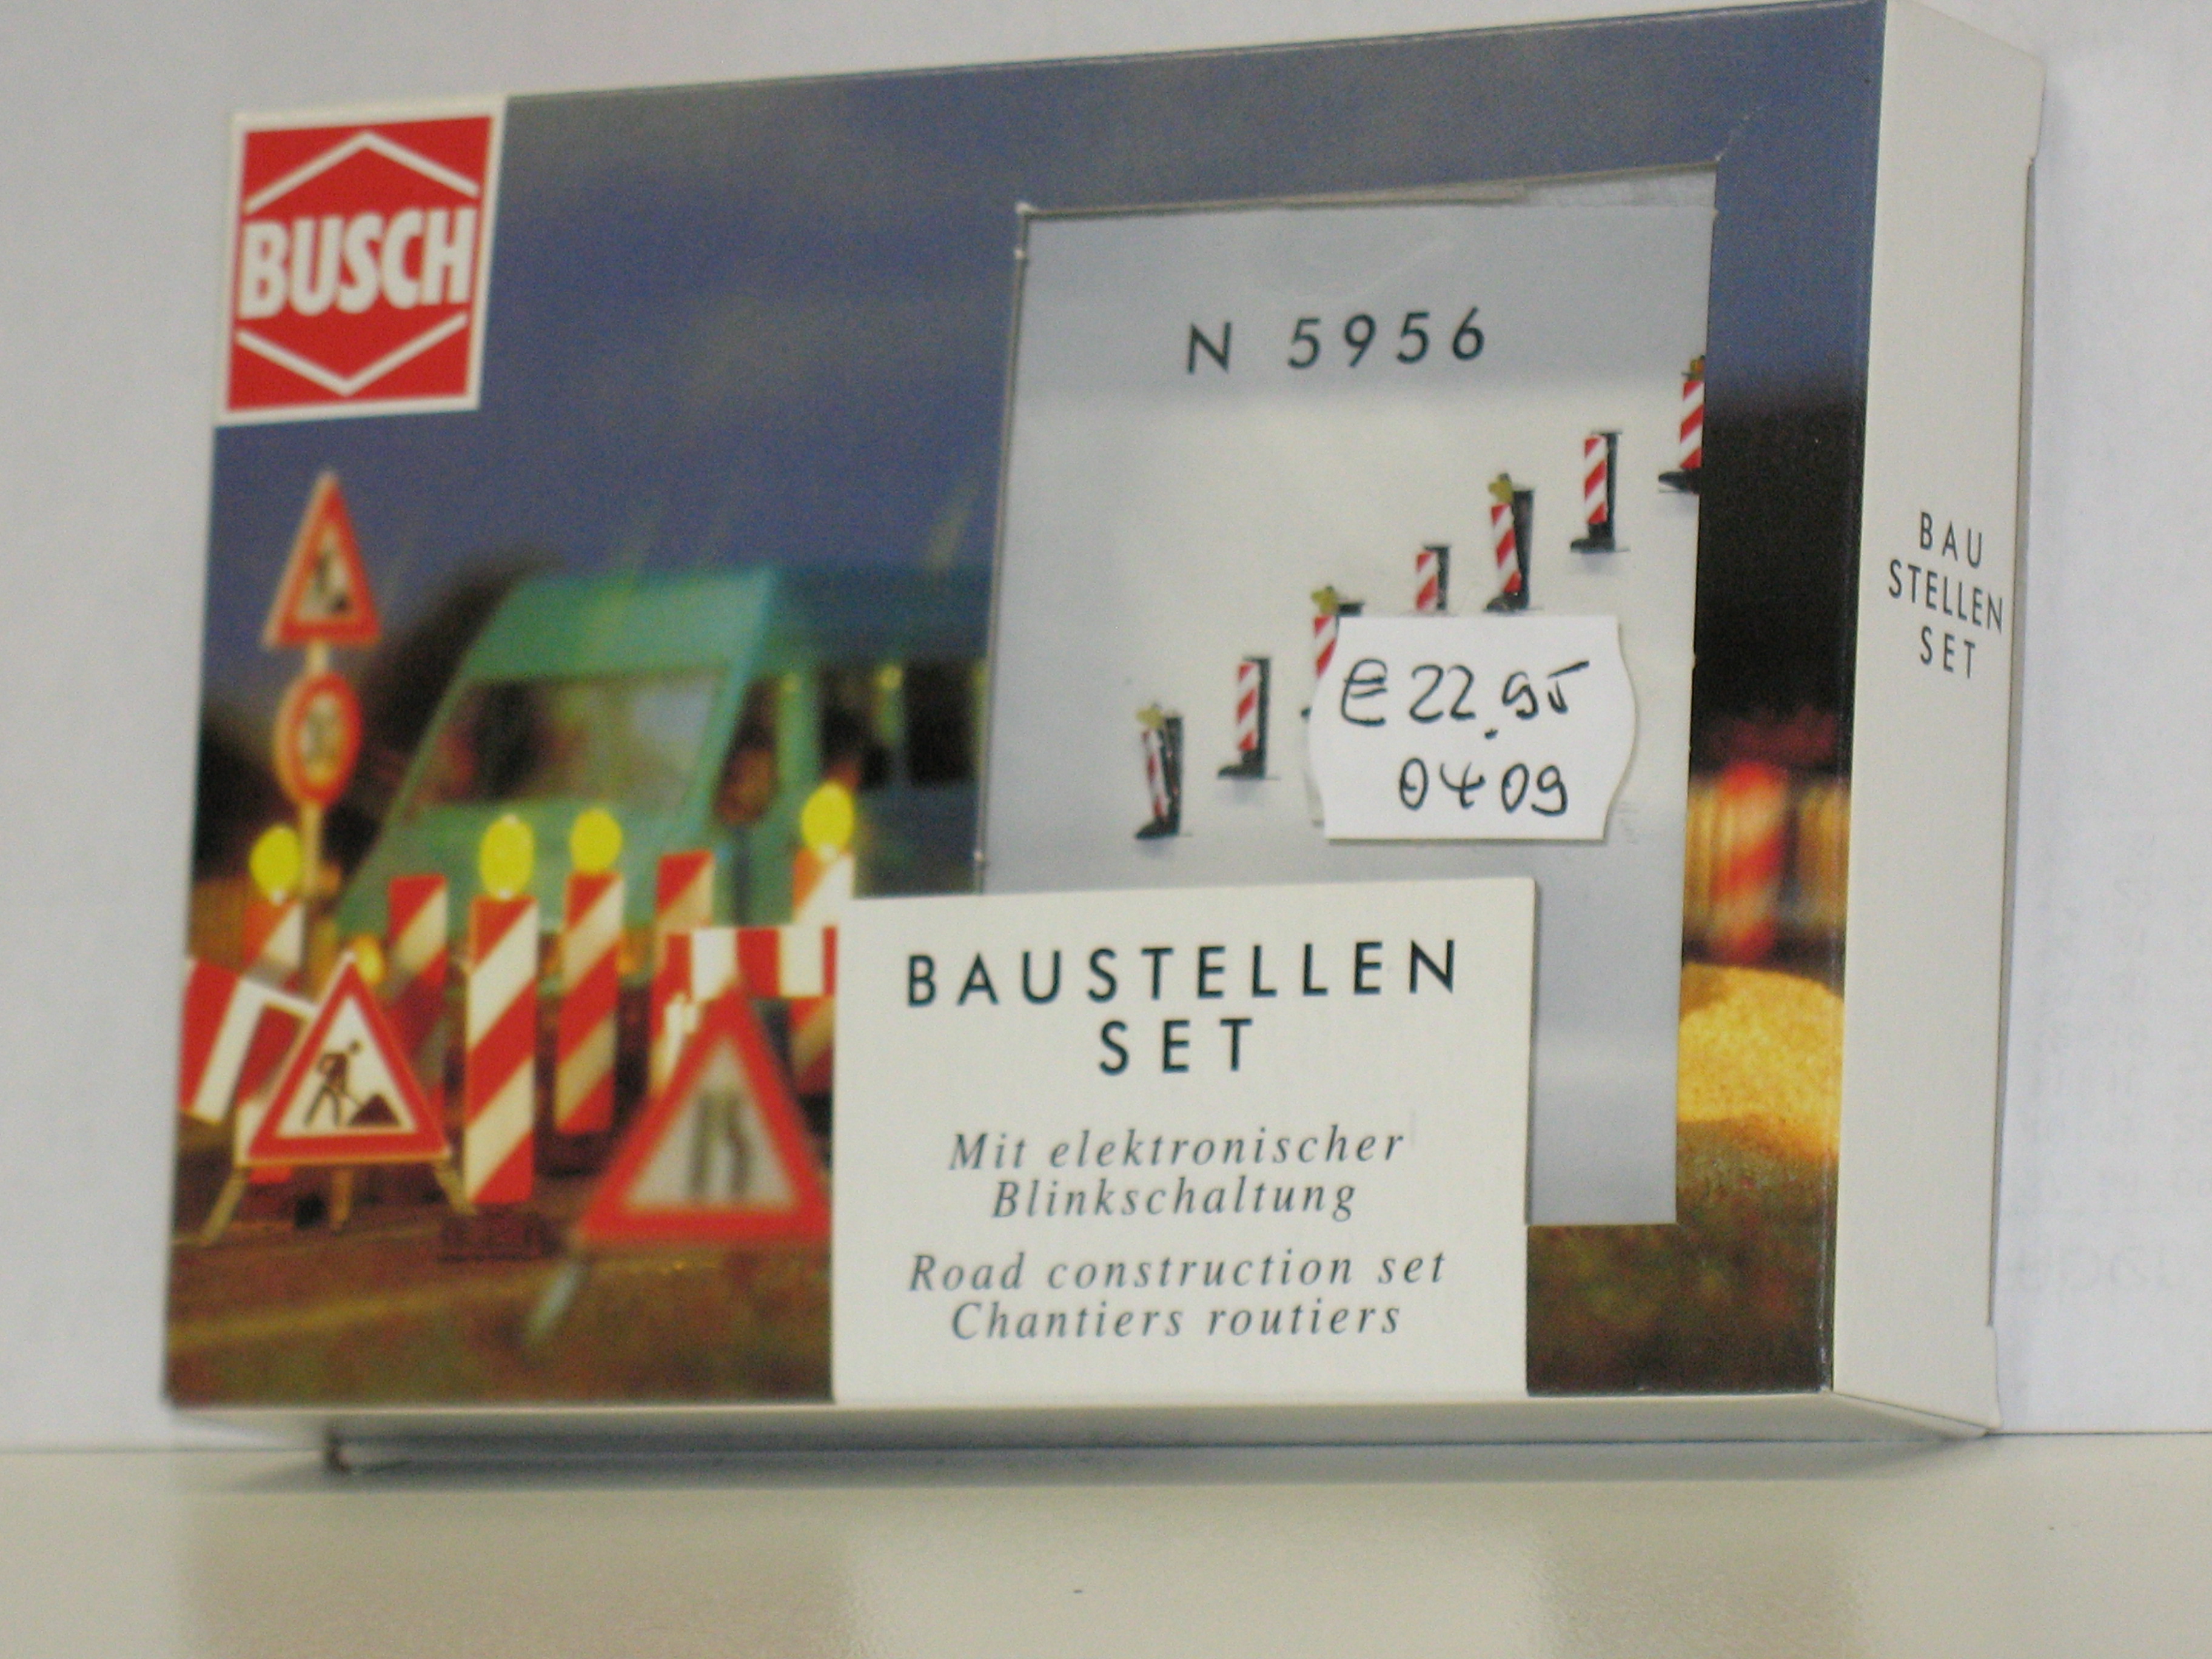 BUSCH
N 5956
€ 22.95
0409
BAUSTELLEN
SET
Mit elektronischer
Blinkschaltung
Road construction set
Chantiers routiers
BAU
STELLEN
SET